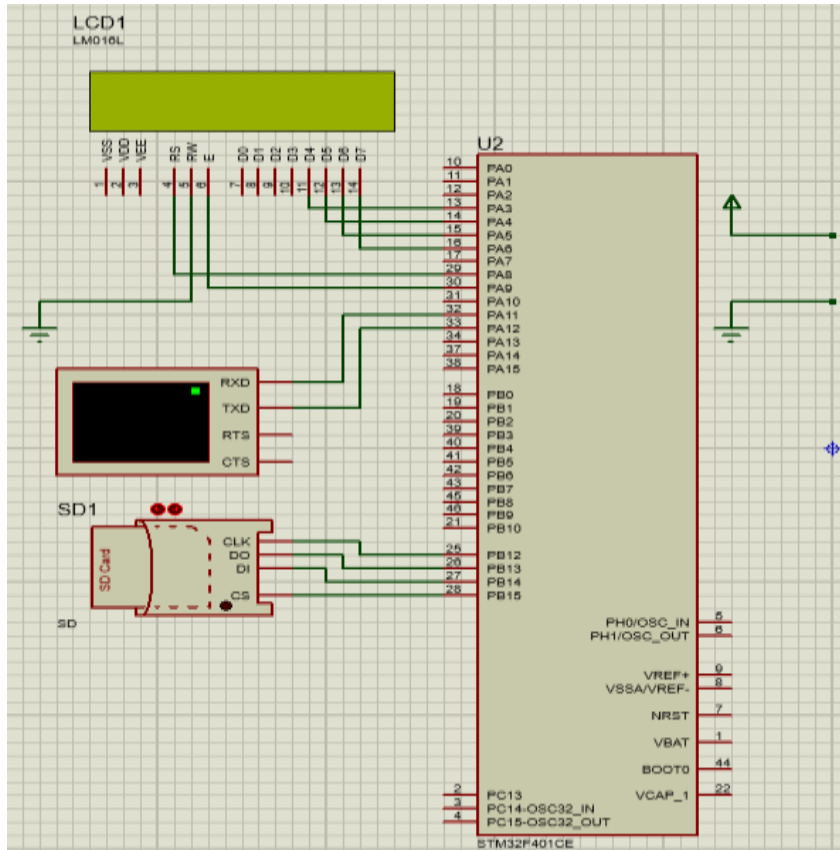 LCD1
LM016L
VSS
VDD
VEE
RS
RW
E
D0
D1
D2
D3
D4
D5
D6
D7
1
2
3
4
5
6
7
8
9
10
11
12
13
14
U2
10 PA0
11 PA1
12 PA2
13 PA3
14 PA4
15 PA5
16 PA6
17 PA7
29 PA8
30 PA9
31 PA10
32 PA11
33 PA12
34 PA13
37 PA14
38 PA15
18 PB0
19 PB1
20 PB2
39 PB3
40 PB4
41 PB5
42 PB6
43 PB7
45 PB8
46 PB9
21 PB10
25 PB12
26 PB13
27 PB14
28 PB15
RXD
TXD
RTS
CTS
SD1
CLK
DO
DI
CS
SD Card
SD
PH0/OSC_IN 5
PH1/OSC_OUT 6
VREF+ 9
VSSA/VREF- 8
NRST 7
VBAT 1
BOOT0 44
VCAP_1 22
2 PC13
3 PC14-OSC32_IN
4 PC15-OSC32_OUT
STM32F401CE